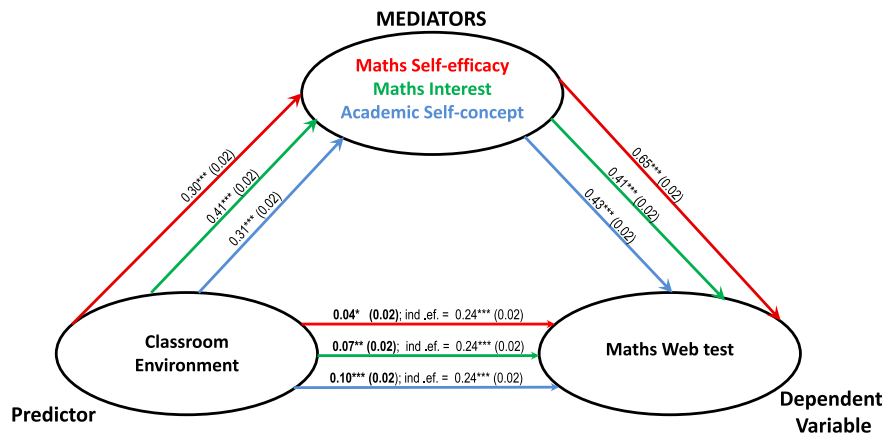 MEDIATORS
Maths Self-efficacy
Maths Interest
Academic Self-concept
0.30*** (0.02)
0.41*** (0.02)
0.31*** (0.02)
0.65*** (0.02)
0.41*** (0.02)
0.43*** (0.02)
0.04* (0.02); ind .ef. = 0.24*** (0.02)
0.07** (0.02); ind .ef. = 0.24*** (0.02)
0.10*** (0.02); ind .ef. = 0.24*** (0.02)
Classroom
Environment
Maths Web test
Predictor
Dependent
Variable